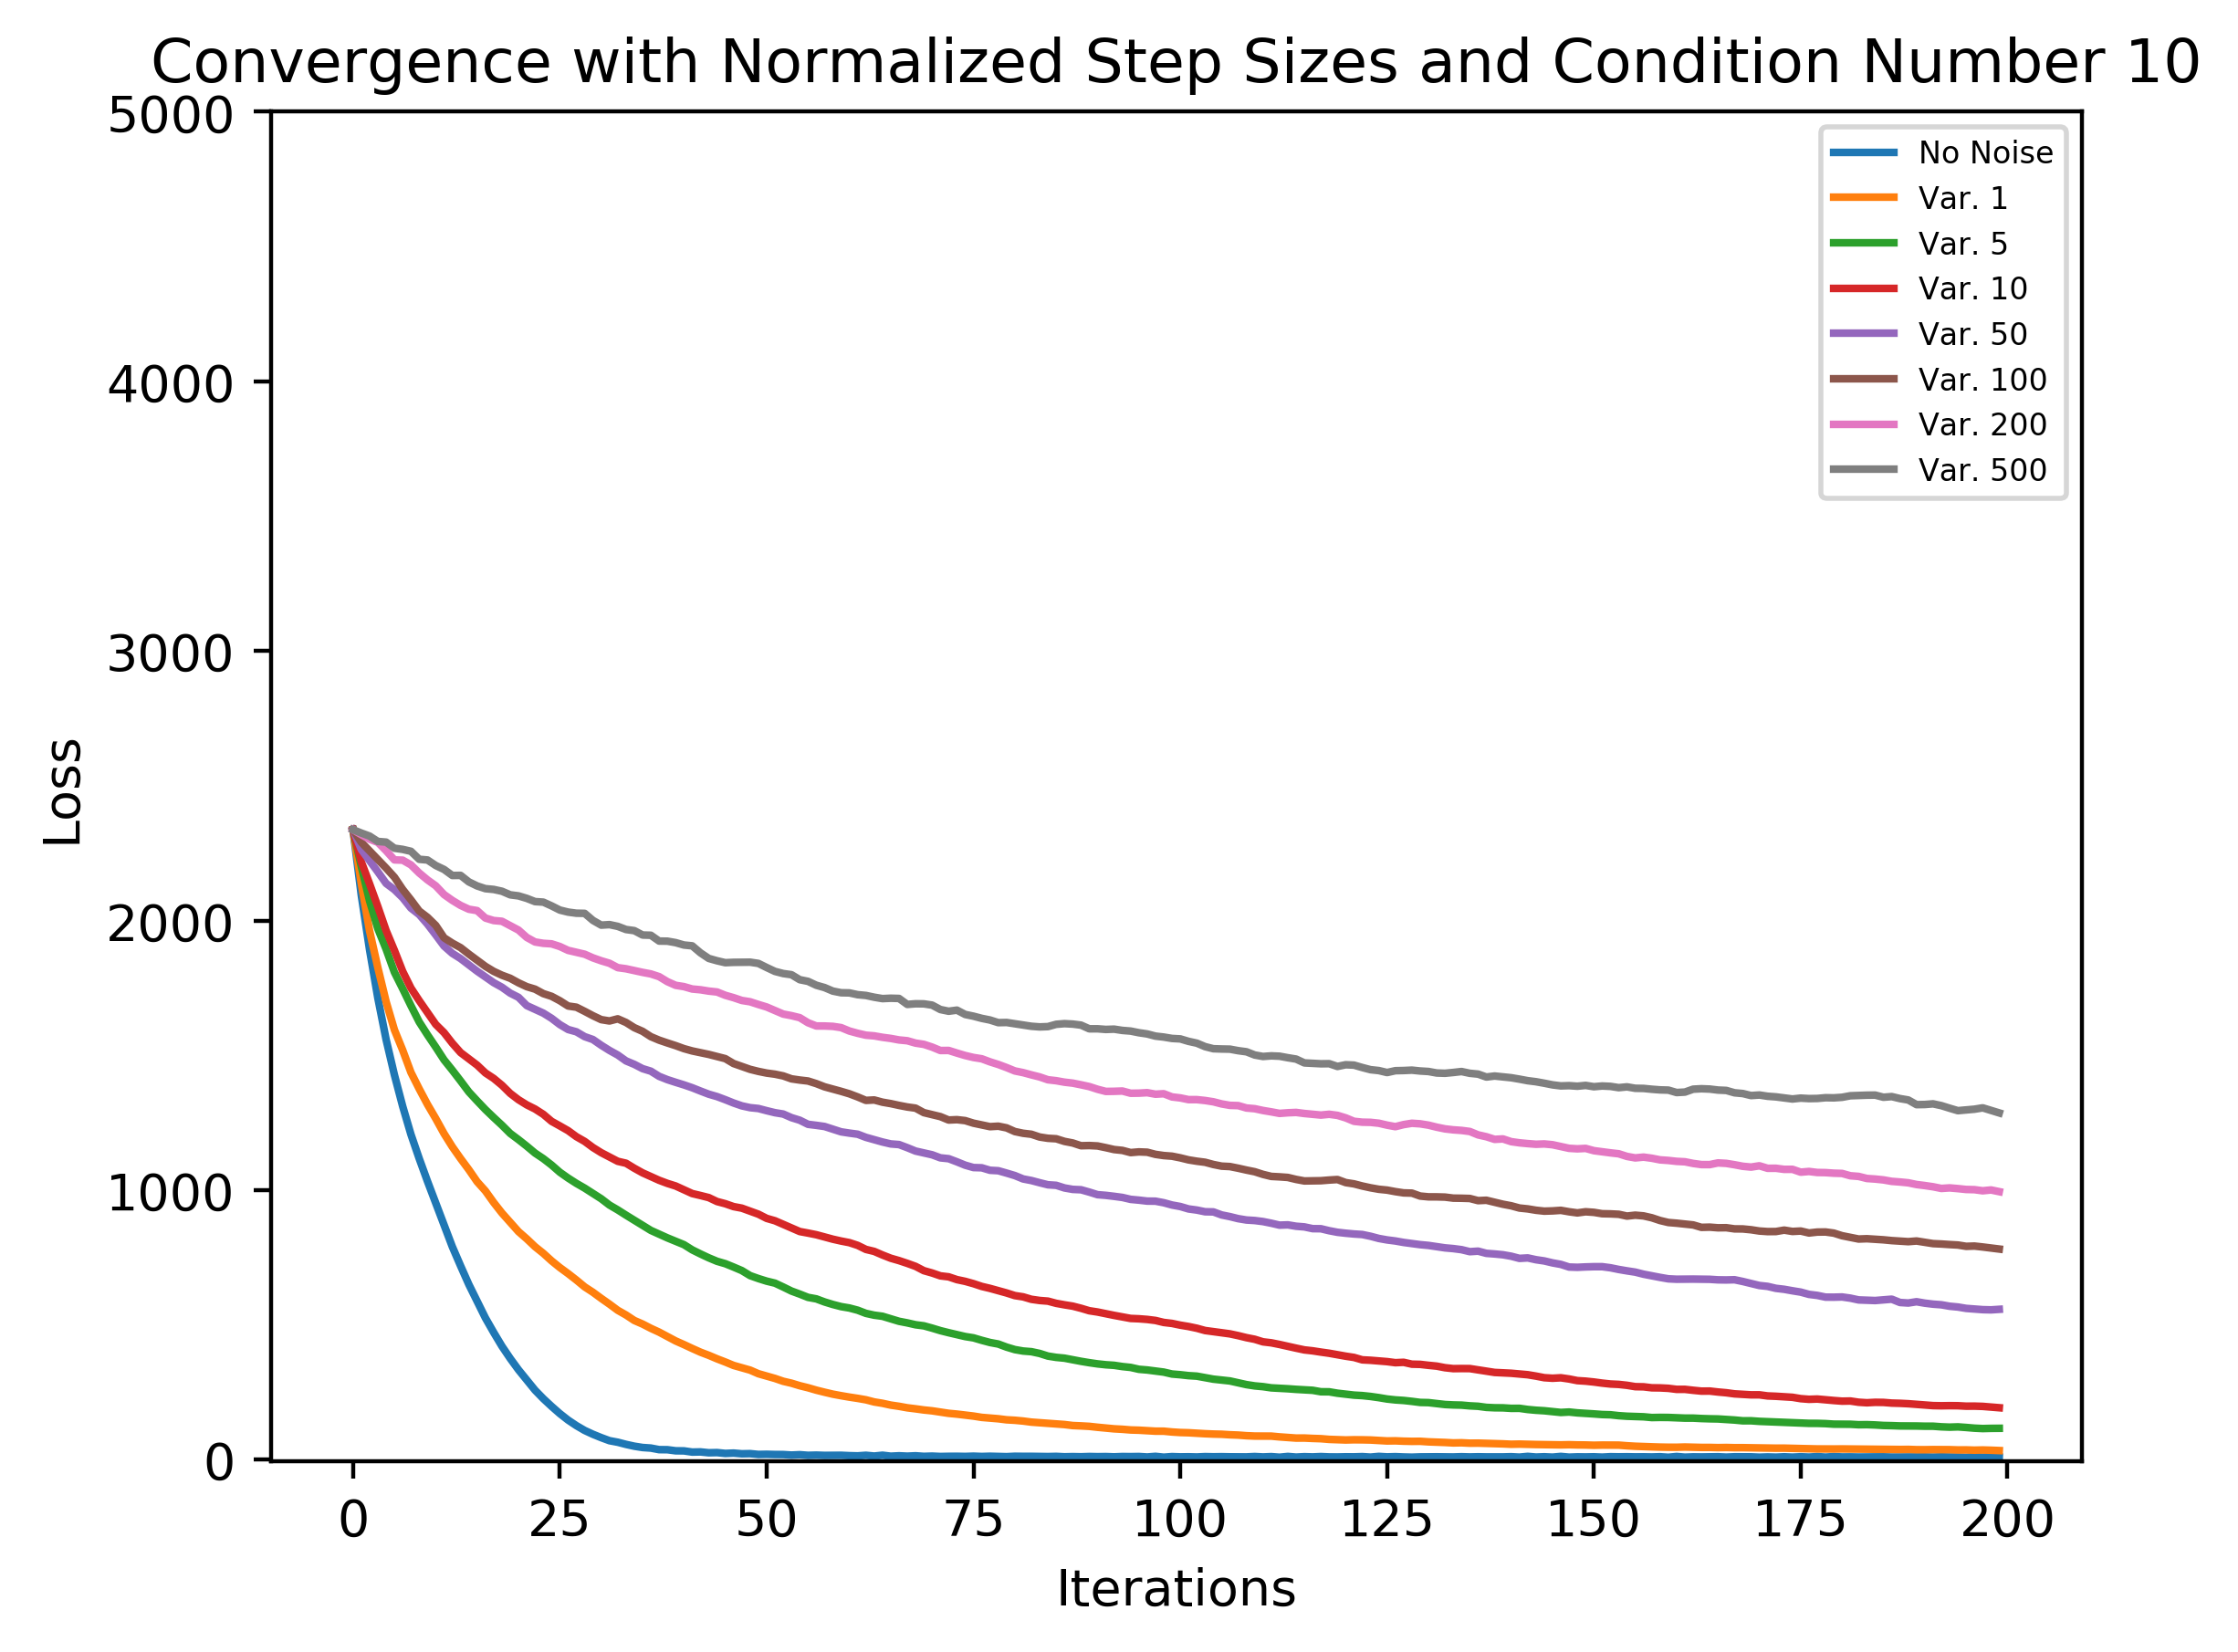 Convergence with Normalized Step Sizes and Condition Number 10
5000
4000
3000
2000
1000
0
Loss
No Noise
Var. 1
Var. 5
Var. 10
Var. 50
Var. 100
Var. 200
Var. 500
0 25 50 75 100 125 150 175 200
Iterations